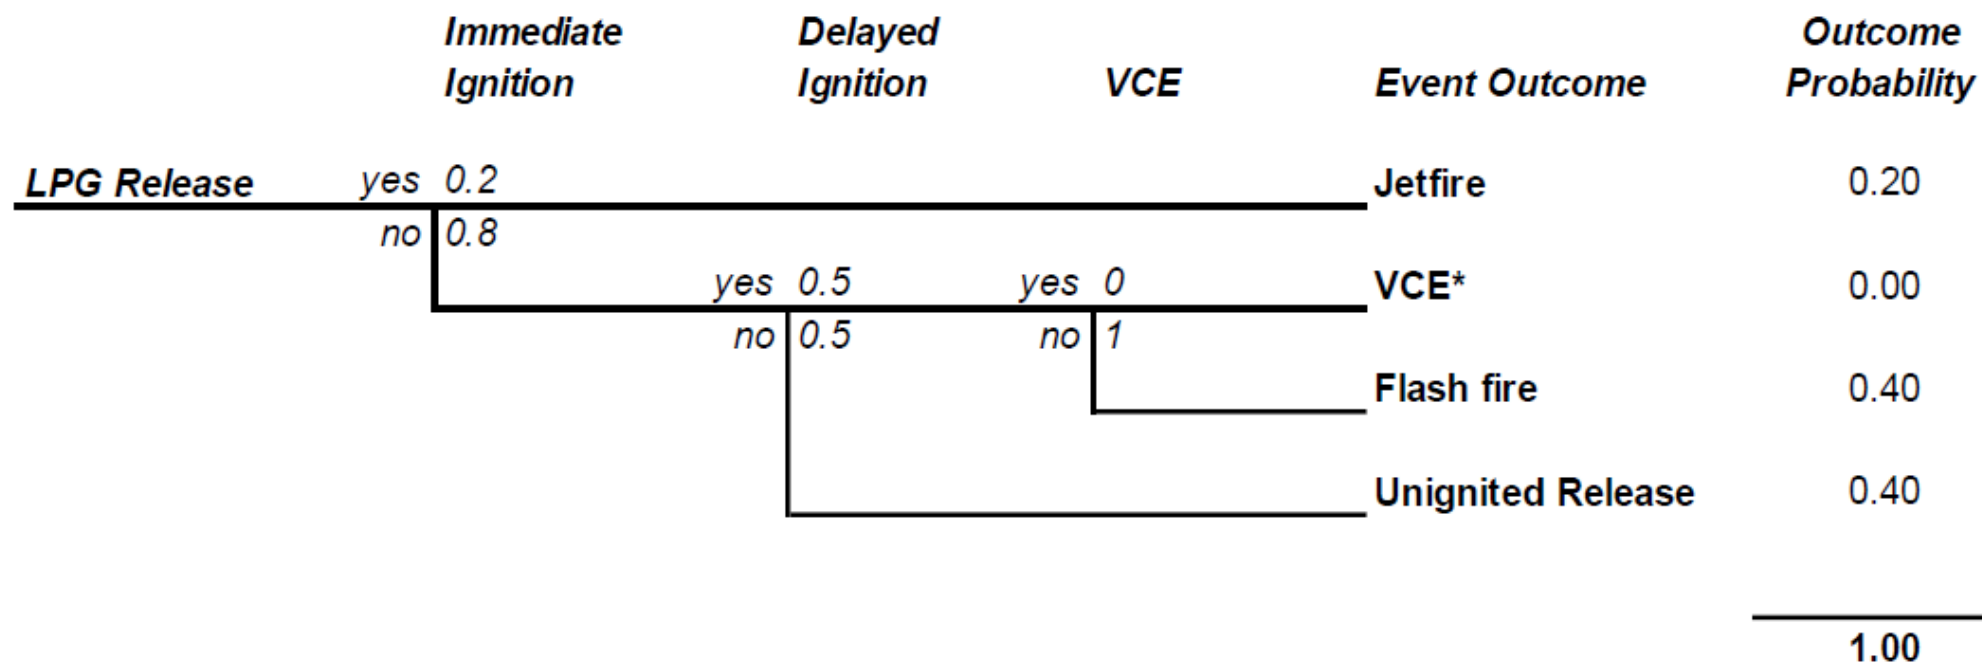 Immediate Delayed Outcome
Ignition Ignition VCE Event Outcome Probability
LPG Release yes 0.2 Jetfire 0.20
no 0.8
yes 0.5 yes 0 VCE* 0.00
no 0.5 no 1
Flash fire 0.40
Unignited Release 0.40
1.00